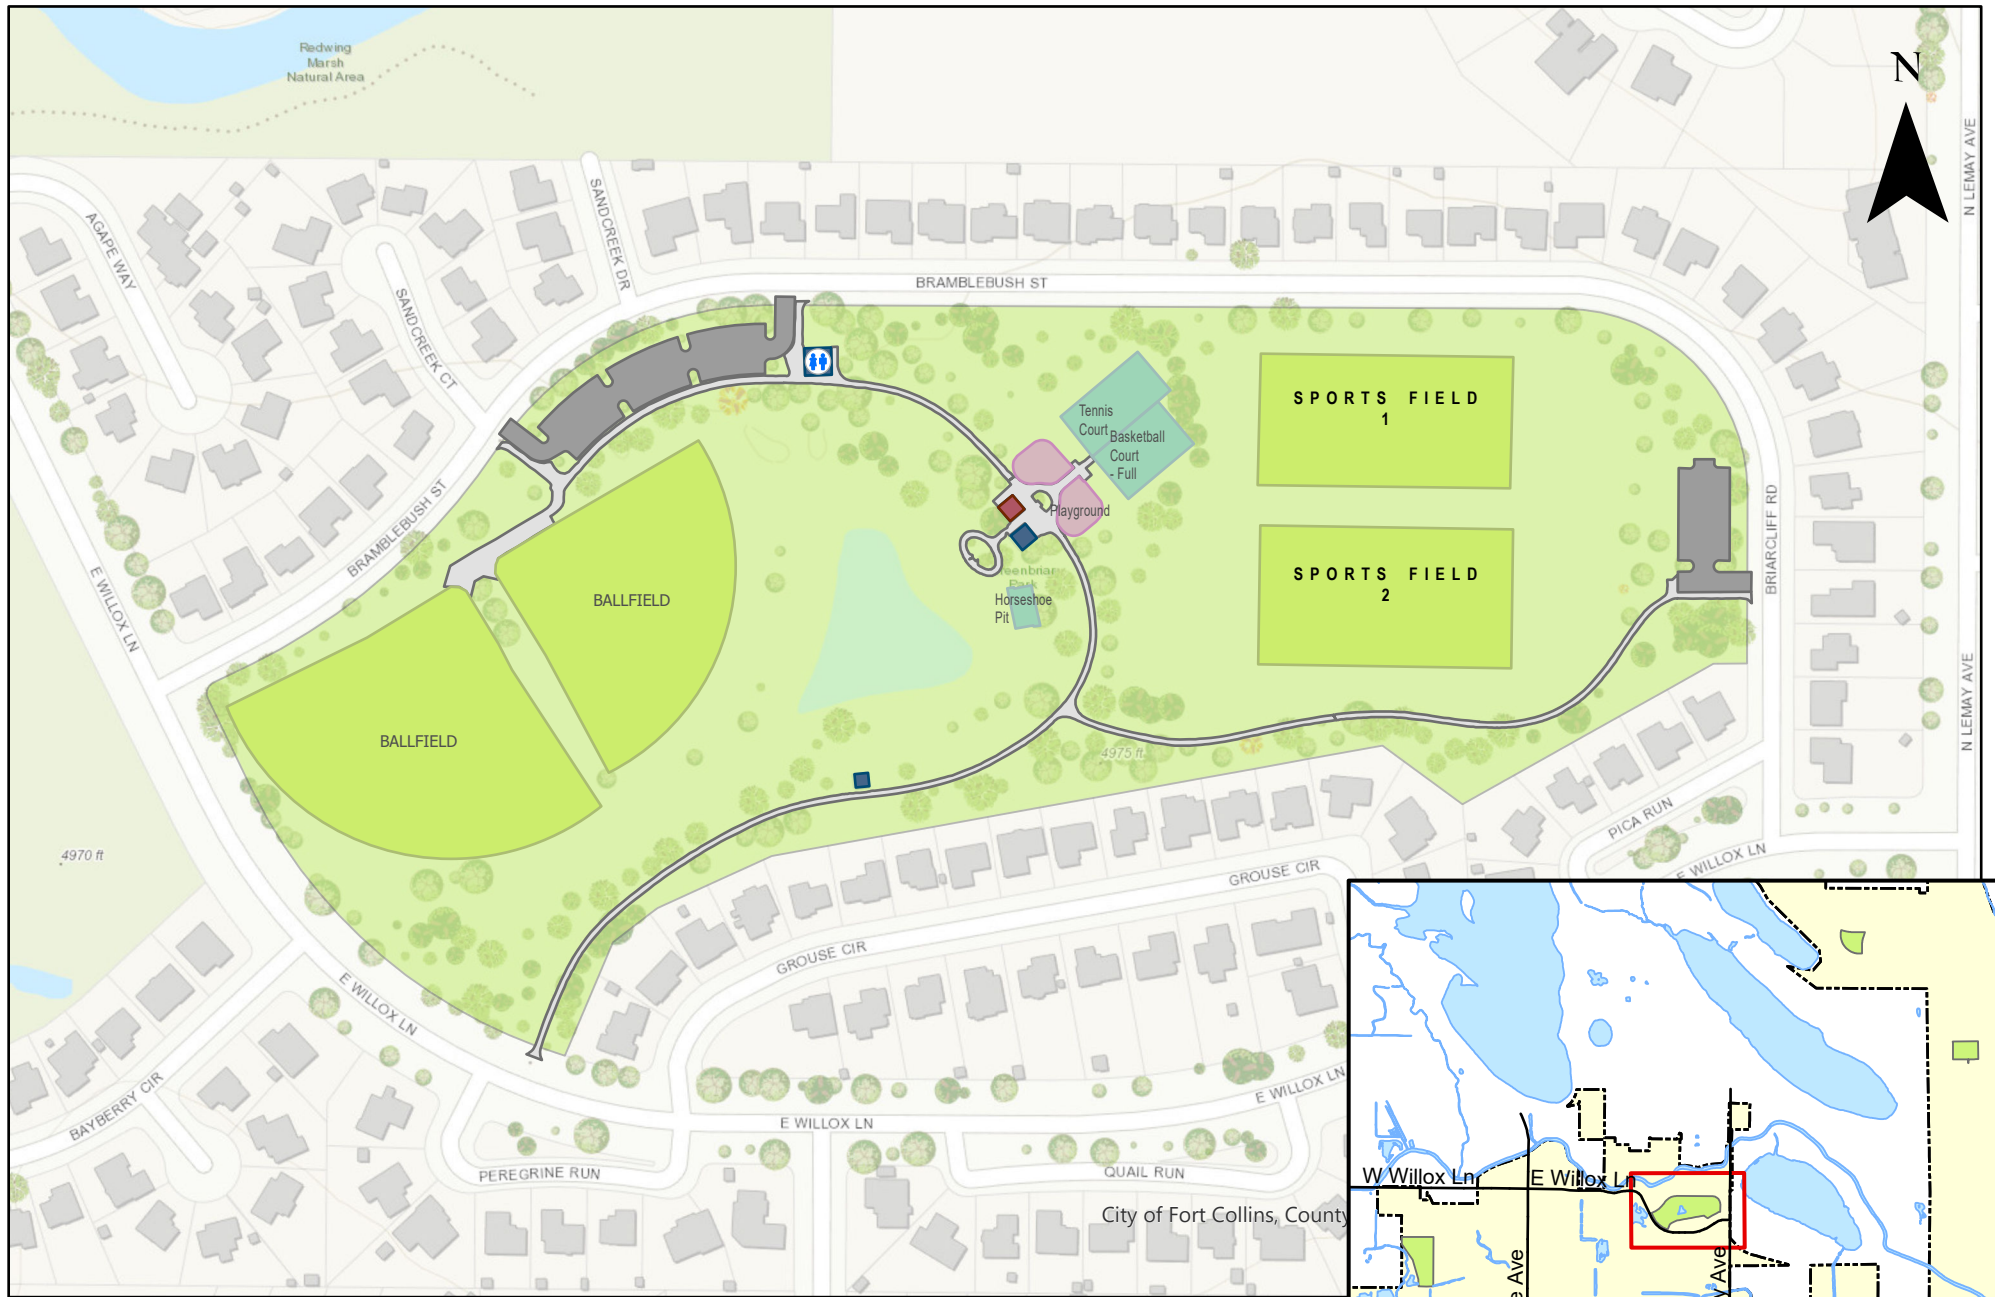 Redwing
Marsh
Natural Area
N
N LEMAY AVE
AGAPE WAY
SANDCREEK DR
SANDCREEK CT
BRAMBLEBUSH ST
SPORTS FIELD
1
Tennis
Court
Basketball
Court
- Full
Playground
BRAMBLEBUSH ST
E WILLOX LN
BRIARCLIFF RD
SPORTS FIELD
2
Park
Horseshoe
Pit
BALLFIELD
BALLFIELD
N LEMAY AVE
4975 ft
4970 ft
PICA RUN
E WILLOX LN
GROUSE CIR
GROUSE CIR
E WILLOX LN
BAYBERRY CIR
E WILLOX LN
E WILLOX LN
PEREGRINE RUN
QUAIL RUN
City of Fort Collins, County
W Willox Ln
E Willox Ln
e Ave
Ave